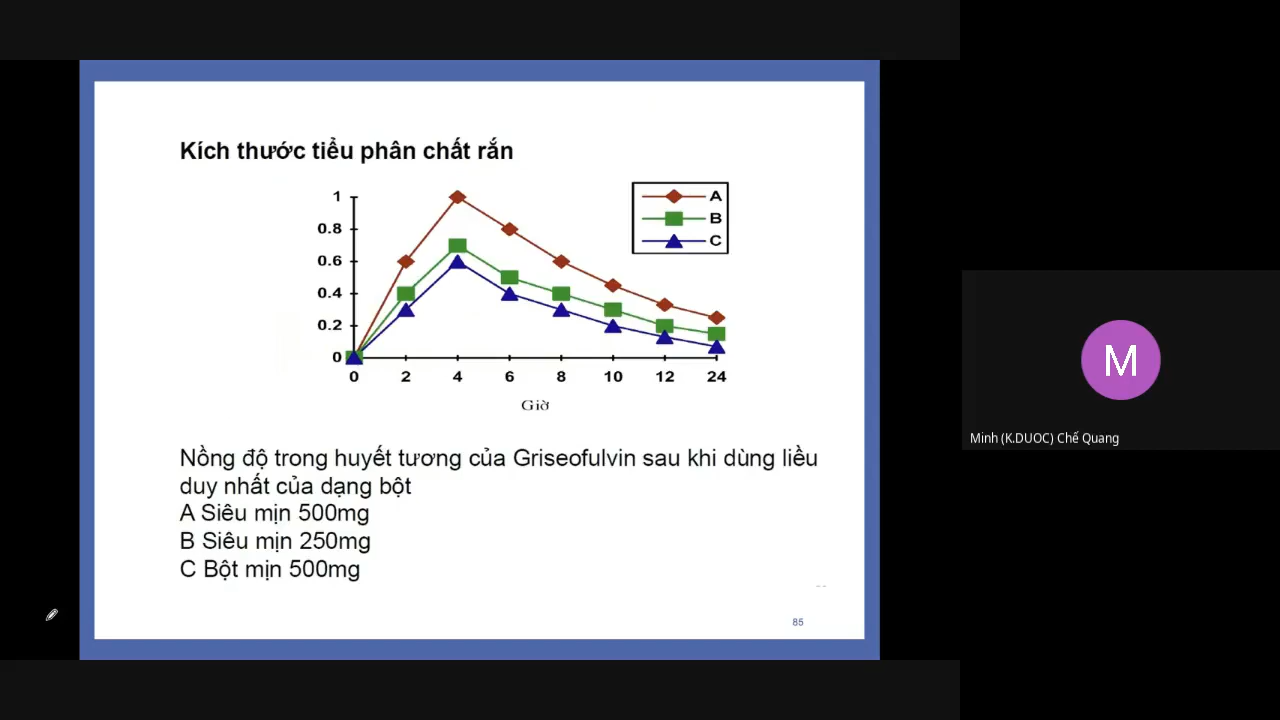 Kích thước tiểu phân chất rắn
A
B
C
1
0.8
0.6
0.4
0.2
0
0 2 4 6 8 10 12 24
Giờ
Nồng độ trong huyết tương của Griseofulvin sau khi dùng liều
duy nhất của dạng bột
A Siêu mịn 500mg
B Siêu mịn 250mg
C Bột mịn 500mg
85
M
Minh (K.DUOC) Chế Quang